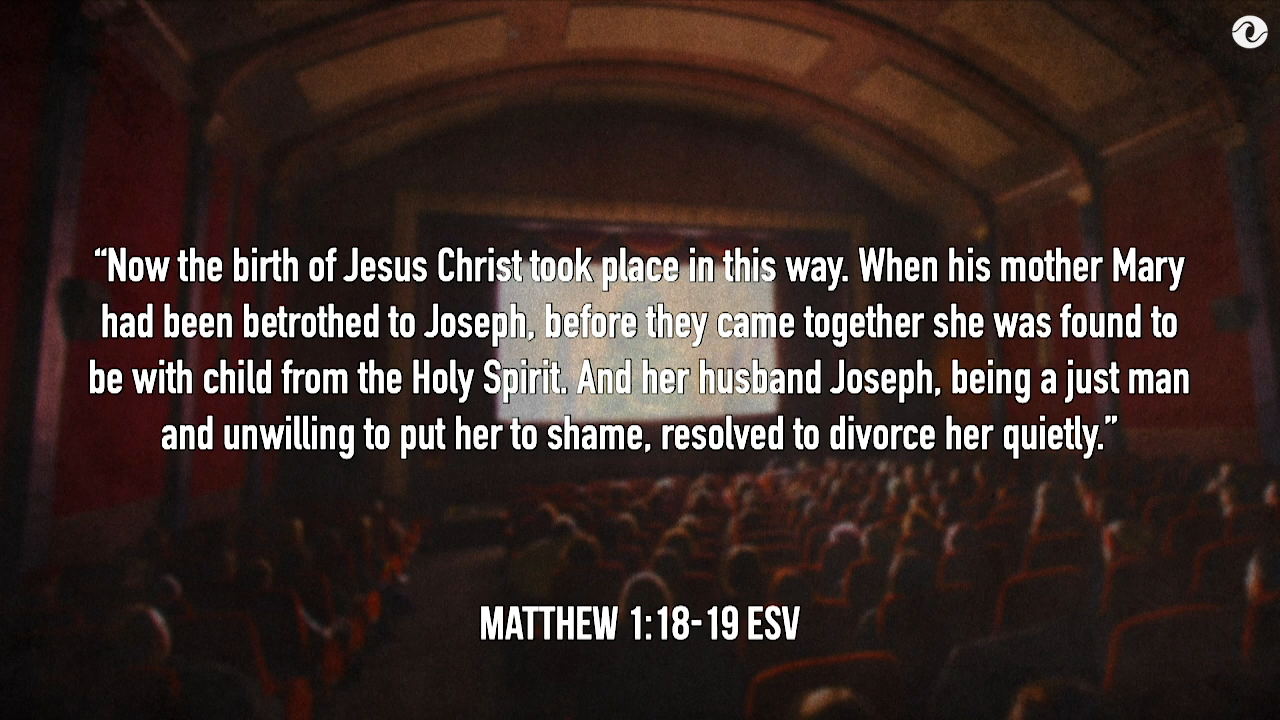 “Now the birth of Jesus Christ took place in this way. When his mother Mary
had been betrothed to Joseph, before they came together she was found to
be with child from the Holy Spirit. And her husband Joseph, being a just man
and unwilling to put her to shame, resolved to divorce her quietly.”
MATTHEW 1:18-19 ESV